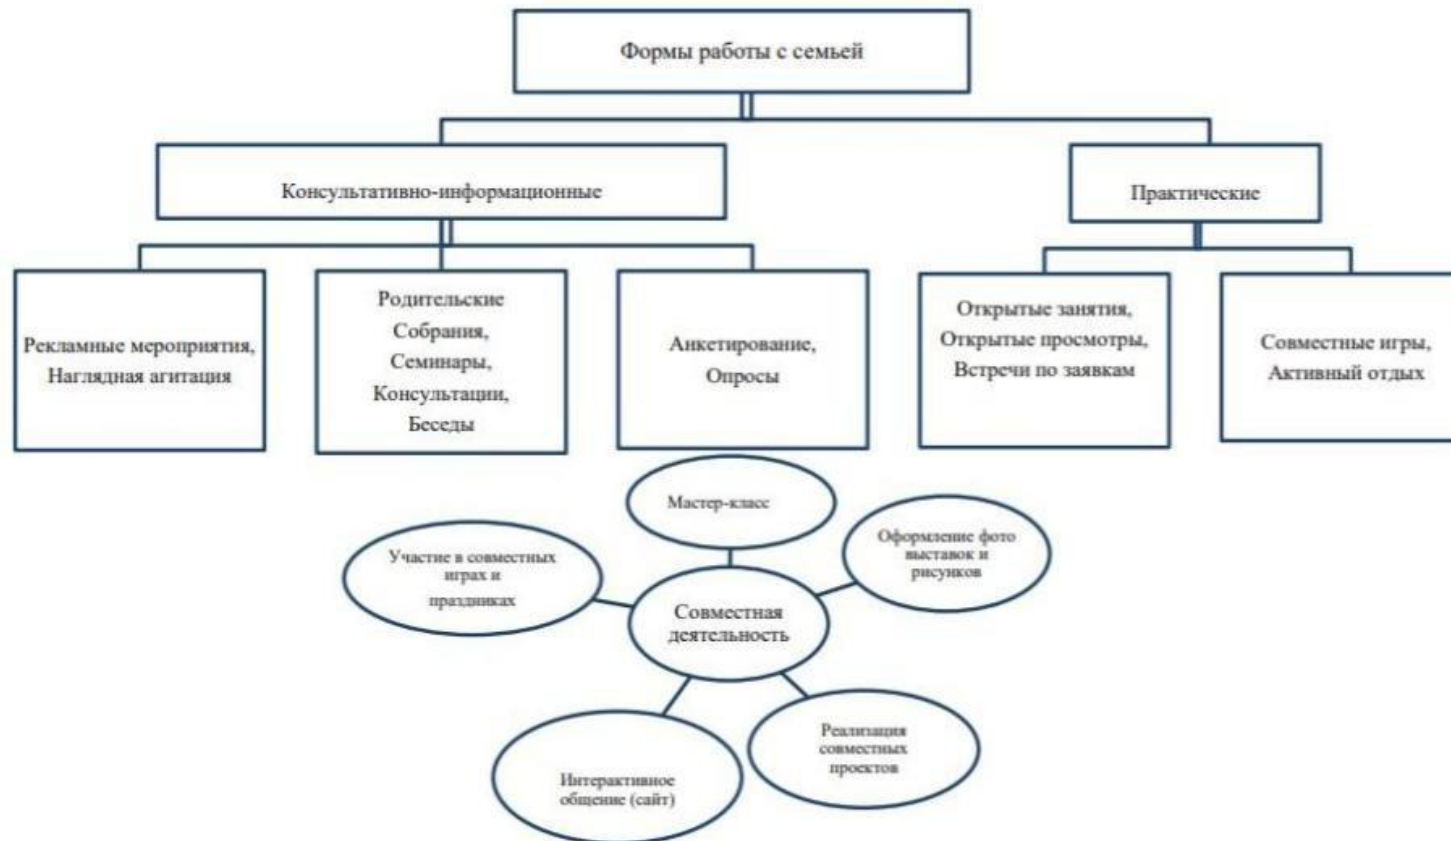 Формы работы с семьей
Консультативно-информационные
Практические
Рекламные мероприятия,
Наглядная агитация
Родительские
Собрания,
Семинары,
Консультации,
Беседы
Анкетирование,
Опросы
Открытые занятия,
Открытые просмотры,
Встречи по заявкам
Совместные игры,
Активный отдых
Мастер-класс
Участие в совместных
играх и
праздниках
Оформление фото
выставок и
рисунков
Совместная
деятельность
Интерактивное
общение (сайт)
Реализация
совместных
проектов